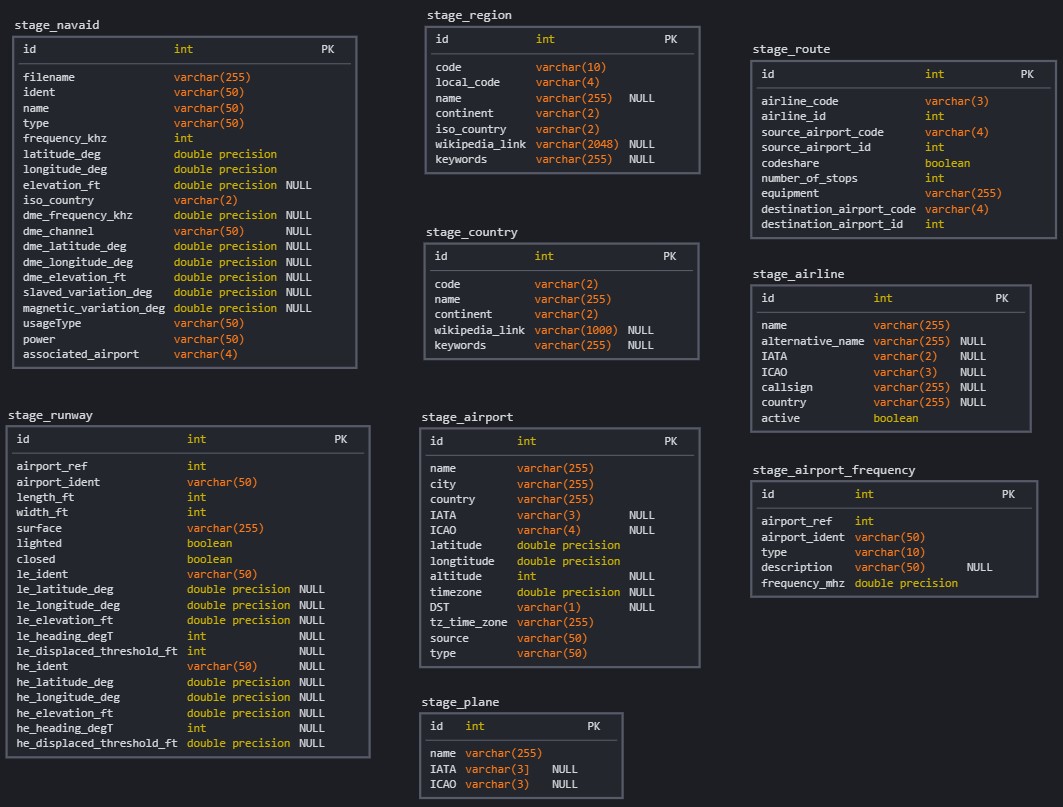 stage_navaid
id int PK
filename varchar(255)
ident varchar(50)
name varchar(50)
type varchar(50)
frequency_khz int
latitude_deg double precision
longitude_deg double precision
elevation_ft double precision NULL
iso_country varchar(2)
dme_frequency_khz double precision NULL
dme_channel varchar(50) NULL
dme_latitude_deg double precision NULL
dme_longitude_deg double precision NULL
dme_elevation_ft double precision NULL
slaved_variation_deg double precision NULL
magnetic_variation_deg double precision NULL
usageType varchar(50)
power varchar(50)
associated_airport varchar(4)
stage_runway
id int PK
airport_ref int
airport_ident varchar(50)
length_ft int
width_ft int
surface varchar(255)
lighted boolean
closed boolean
le_ident varchar(50)
le_latitude_deg double precision NULL
le_longitude_deg double precision NULL
le_elevation_ft double precision NULL
le_heading_degT int NULL
le_displaced_threshold_ft int NULL
he_ident varchar(50) NULL
he_latitude_deg double precision NULL
he_longitude_deg double precision NULL
he_elevation_ft double precision NULL
he_heading_degT int NULL
he_displaced_threshold_ft double precision NULL
stage_region
id int PK
code varchar(10)
local_code varchar(4)
name varchar(255) NULL
continent varchar(2)
iso_country varchar(2)
wikipedia_link varchar(2048) NULL
keywords varchar(255) NULL
stage_country
id int PK
code varchar(2)
name varchar(255)
continent varchar(2)
wikipedia_link varchar(1000) NULL
keywords varchar(255) NULL
stage_airport
id int PK
name varchar(255)
city varchar(255)
country varchar(255)
IATA varchar(3) NULL
ICAO varchar(4) NULL
latitude double precision
longtitude double precision
altitude int NULL
timezone double precision NULL
DST varchar(1) NULL
tz_time_zone varchar(255)
source varchar(50)
type varchar(50)
stage_plane
id int PK
name varchar(255)
IATA varchar(3] NULL
ICAO varchar(3) NULL
stage_route
id int PK
airline_code varchar(3)
airline_id int
source_airport_code varchar(4)
source_airport_id int
codeshare boolean
number_of_stops int
equipment varchar(255)
destination_airport_code varchar(4)
destination_airport_id int
stage_airline
id int PK
name varchar(255)
alternative_name varchar(255) NULL
IATA varchar(2) NULL
ICAO varchar(3) NULL
callsign varchar(255) NULL
country varchar(255) NULL
active boolean
stage_airport_frequency
id int PK
airport_ref int
airport_ident varchar(50)
type varchar(10)
description varchar(50) NULL
frequency_mhz double precision